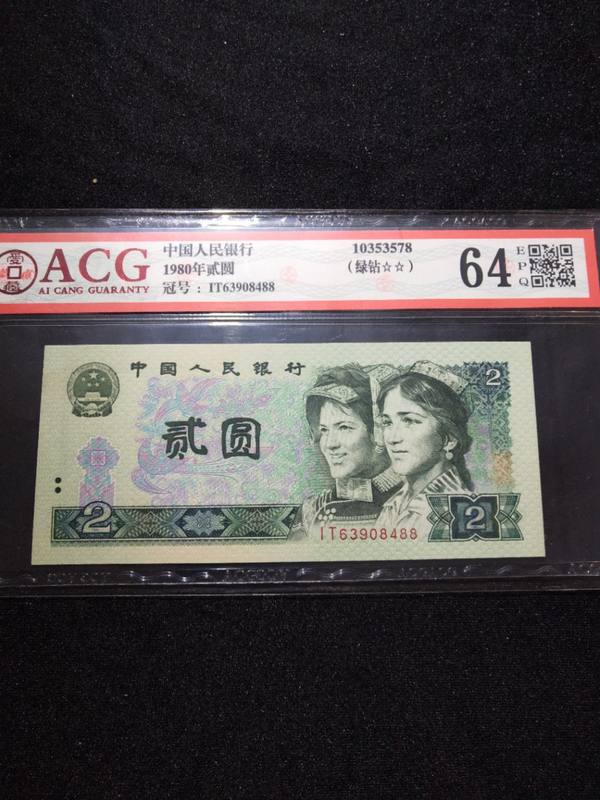 ACG
AI CANG GUARANTY
中国人民银行
1980年贰圆
冠号：IT63908488
10353578
（绿钻☆☆）
64
E
P
Q
中国人民银行
2
贰圆
2
2
IT63908488